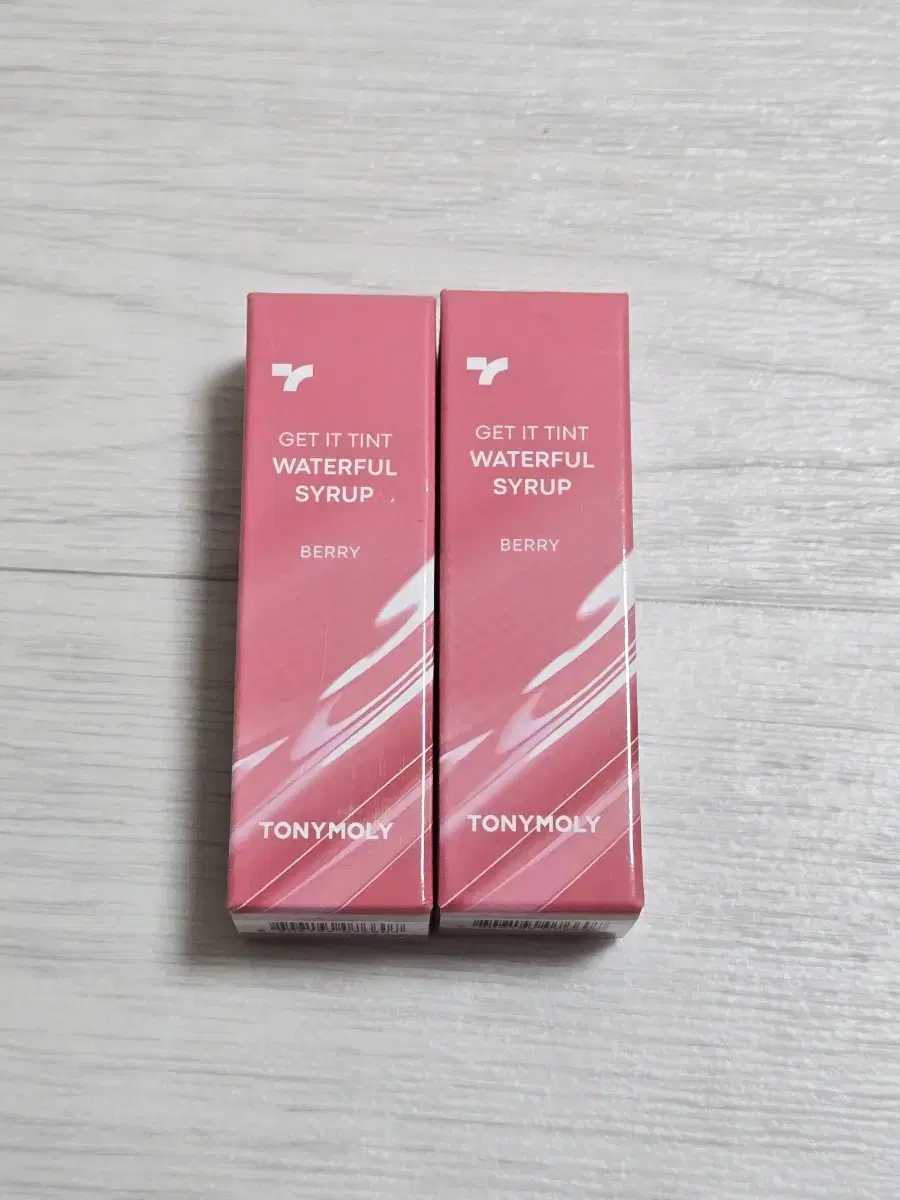 GET IT TINT
WATERFUL
SYRUP
BERRY
TONYMOLY
GET IT TINT
WATERFUL
SYRUP
BERRY
TONYMOLY